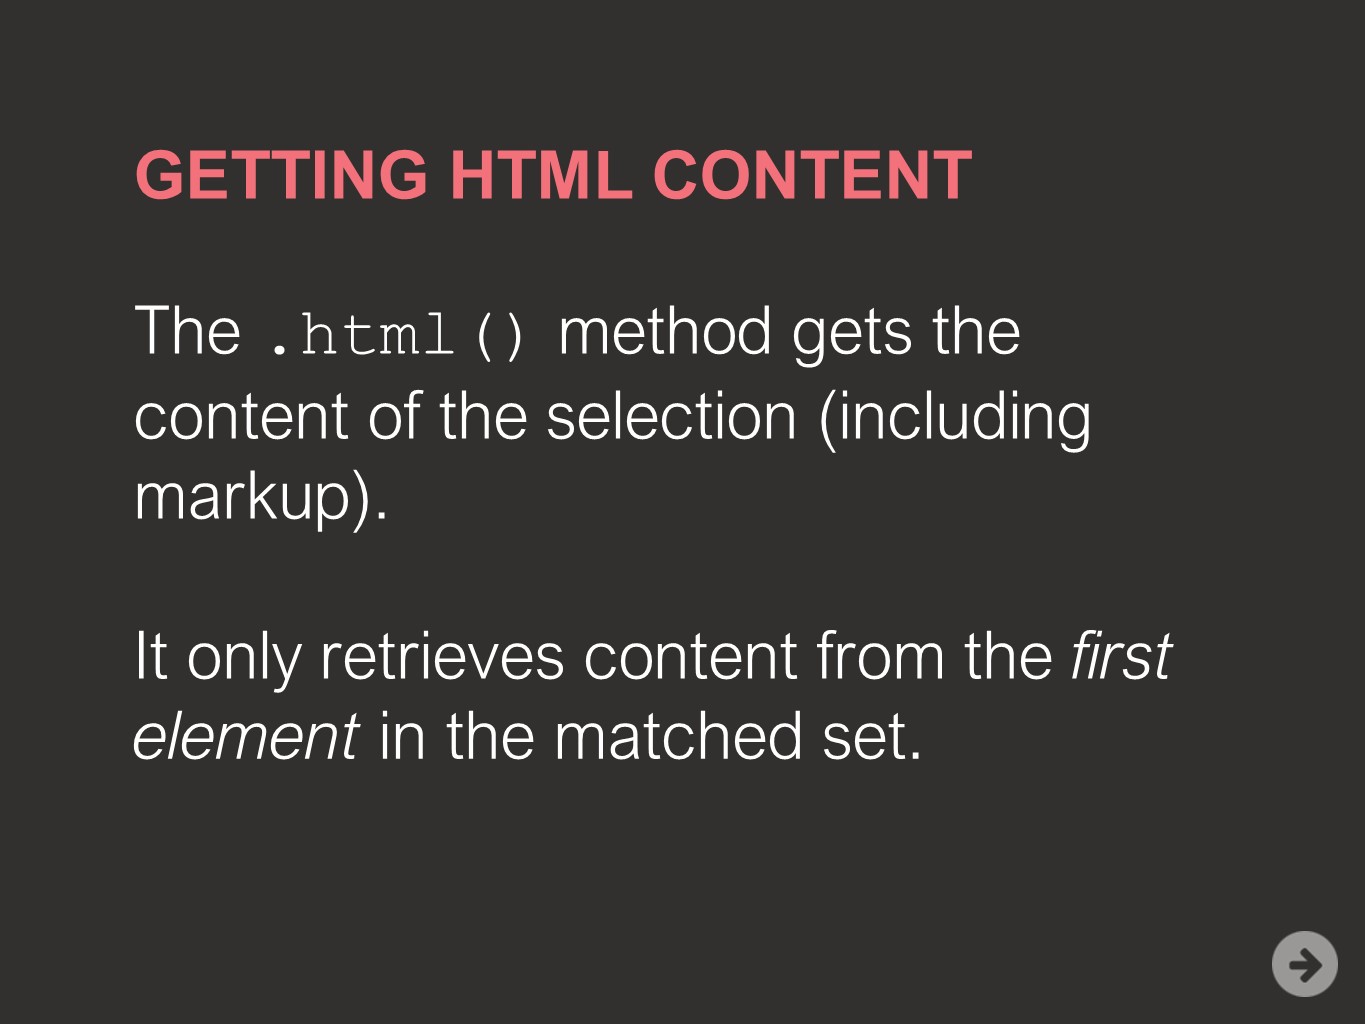 GETTING HTML CONTENT
The .html() method gets the
content of the selection (including
markup).
It only retrieves content from the first
element in the matched set.